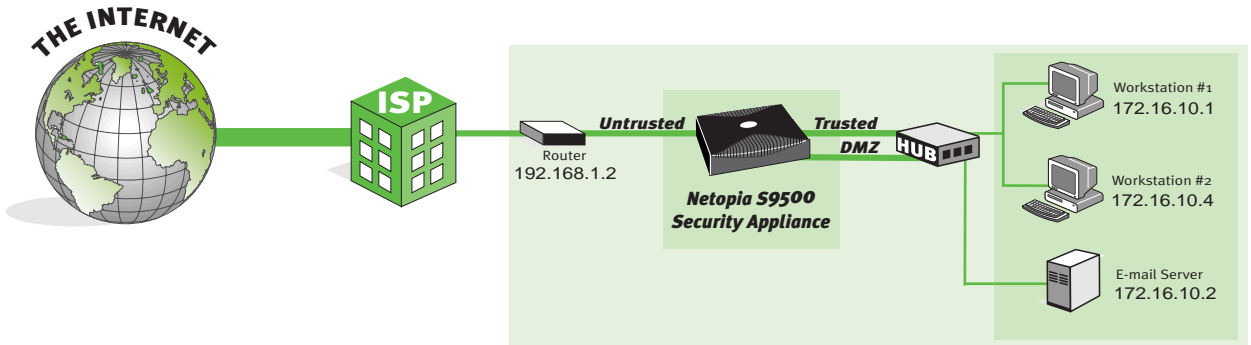 THE INTERNET
ISP
Router
192.168.1.2
Untrusted
Trusted
DMZ
HUB
Netopia S9500
Security Appliance
Workstation #1
172.16.10.1
Workstation #2
172.16.10.4
E-mail Server
172.16.10.2